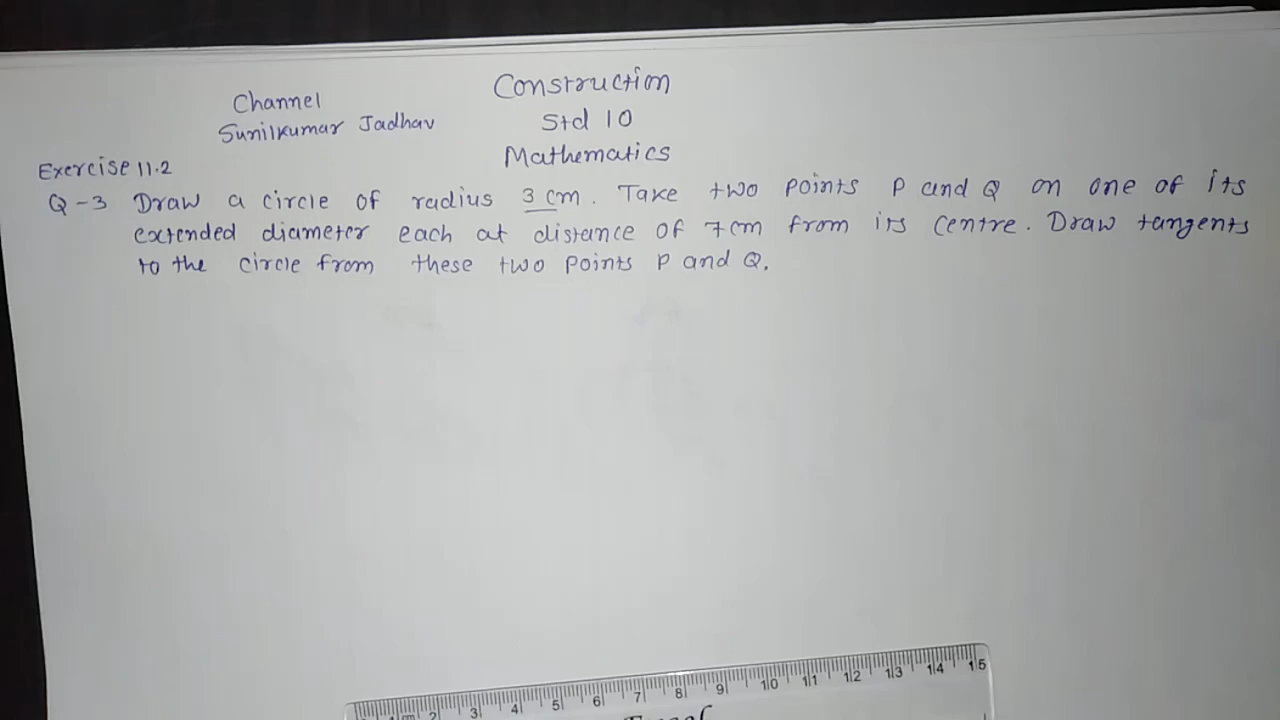 Construction
Channel
Sunilkumar Jadhav
Std 10
Mathematics
Exercise 11.2
Q-3 Draw a circle of radius 3 cm. Take two points P and Q on one of its
extended diameter each at distance of 7cm from its centre. Draw tangents
to the circle from these two points P and Q.
2 3 4 5 6 7 8 9 10 11 12 13 14 15